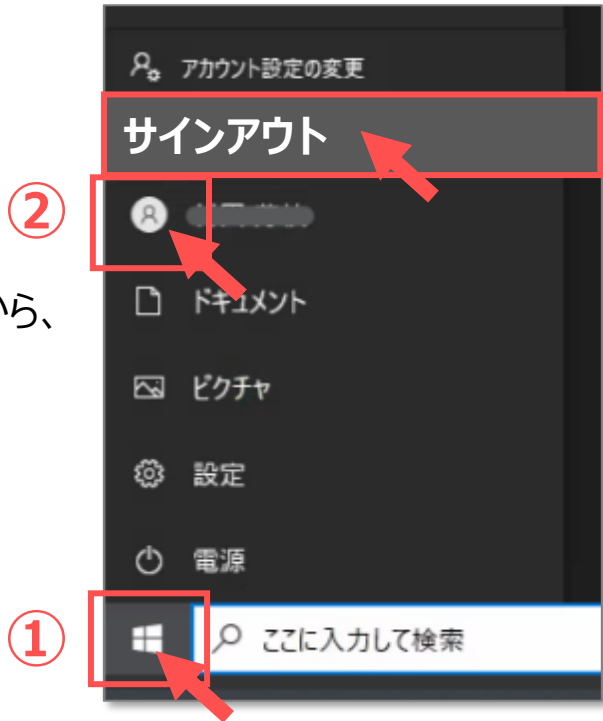 アカウント設定の変更
サインアウト
②
から、
ドキュメント
ピクチャ
設定
電源
①
ここに入力して検索